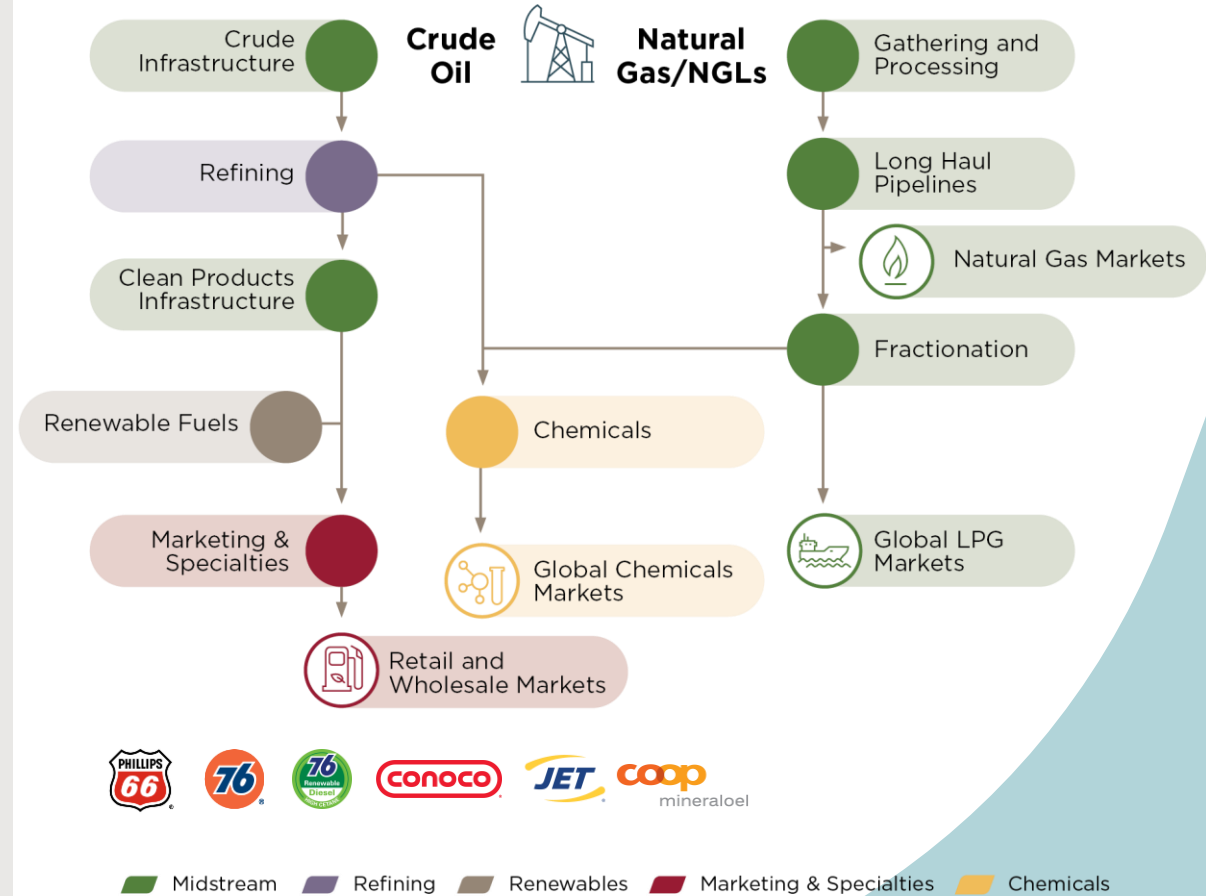 Crude
Infrastructure
Crude
Oil
Natural
Gas/NGLs
Gathering and
Processing
Refining
Long Haul
Pipelines
Natural Gas Markets
Clean Products
Infrastructure
Fractionation
Renewable Fuels
Chemicals
Marketing &
Specialties
Global Chemicals
Markets
Global LPG
Markets
Retail and
Wholesale Markets
PHILLIPS
66
®
76
®
76
Renewable
Diesel
HIGH CETANE
conoco
JET
coop
mineraloel
Midstream
Refining
Renewables
Marketing & Specialties
Chemicals